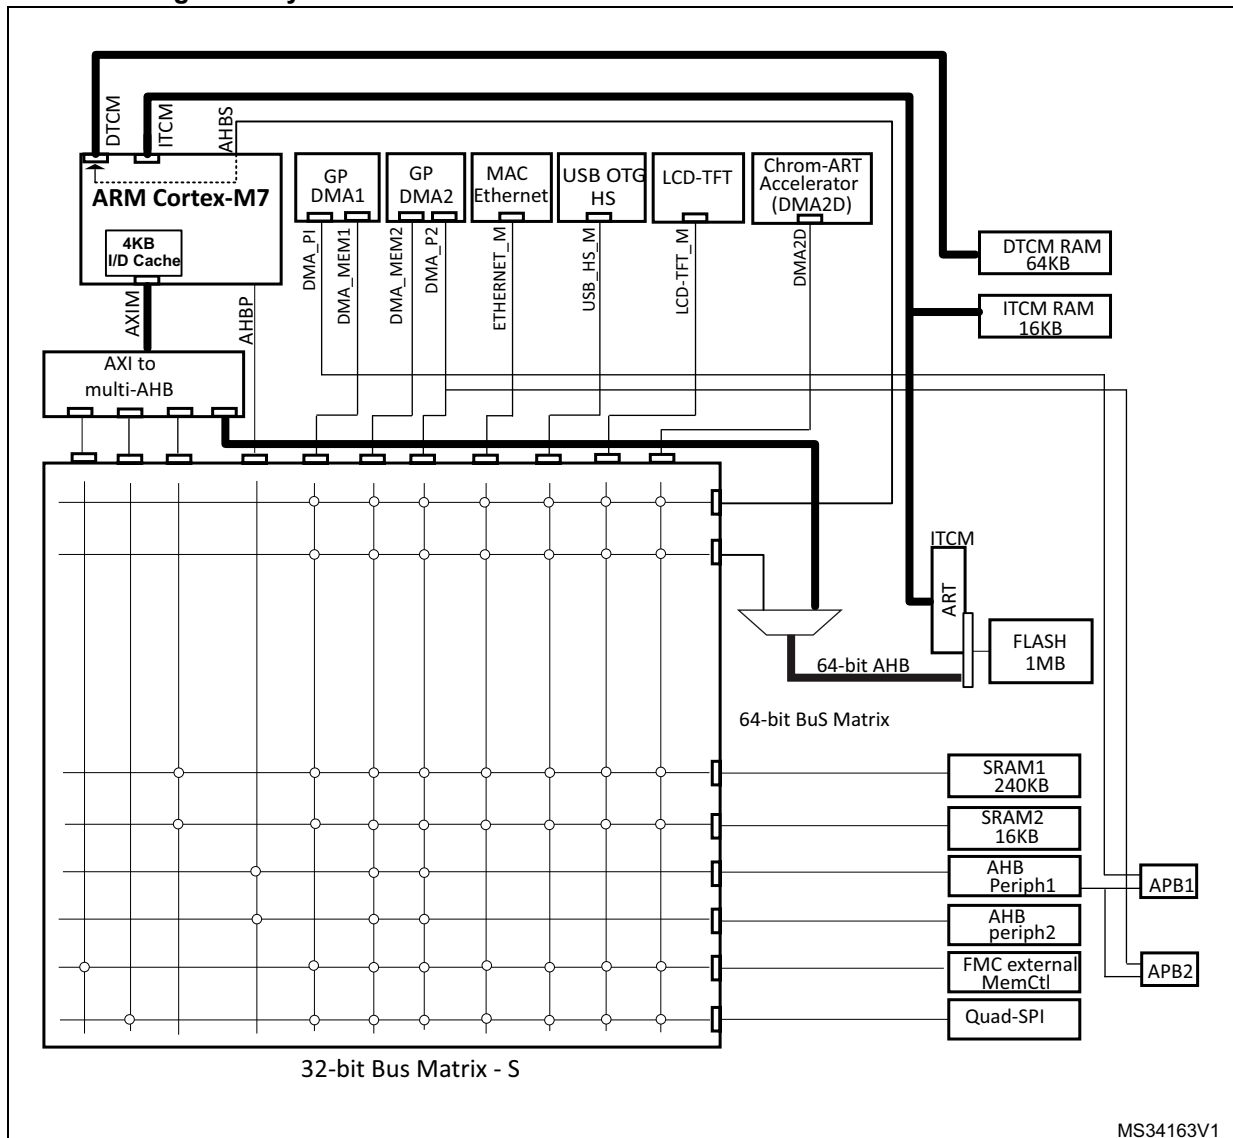 DTCM
ITCM
AHBS
ARM Cortex-M7
4KB
I/D Cache
GP
DMA1
GP
DMA2
MAC
Ethernet
USB OTG
HS
LCD-TFT
Chrom-ART
Accelerator
(DMA2D)
DTCM RAM
64KB
ITCM RAM
16KB
AXIM
AHBP
DMA_PI
DMA_MEM1
DMA_MEM2
DMA_P2
ETHERNET_M
USB_HS_M
LCD-TFT_M
DMA2D
AXI to
multi-AHB
ITCM
ART
FLASH
1MB
64-bit AHB
64-bit BuS Matrix
SRAM1
240KB
SRAM2
16KB
AHB
Periph1
APB1
AHB
periph2
FMC external
MemCtl
APB2
Quad-SPI
32-bit Bus Matrix - S
MS34163V1